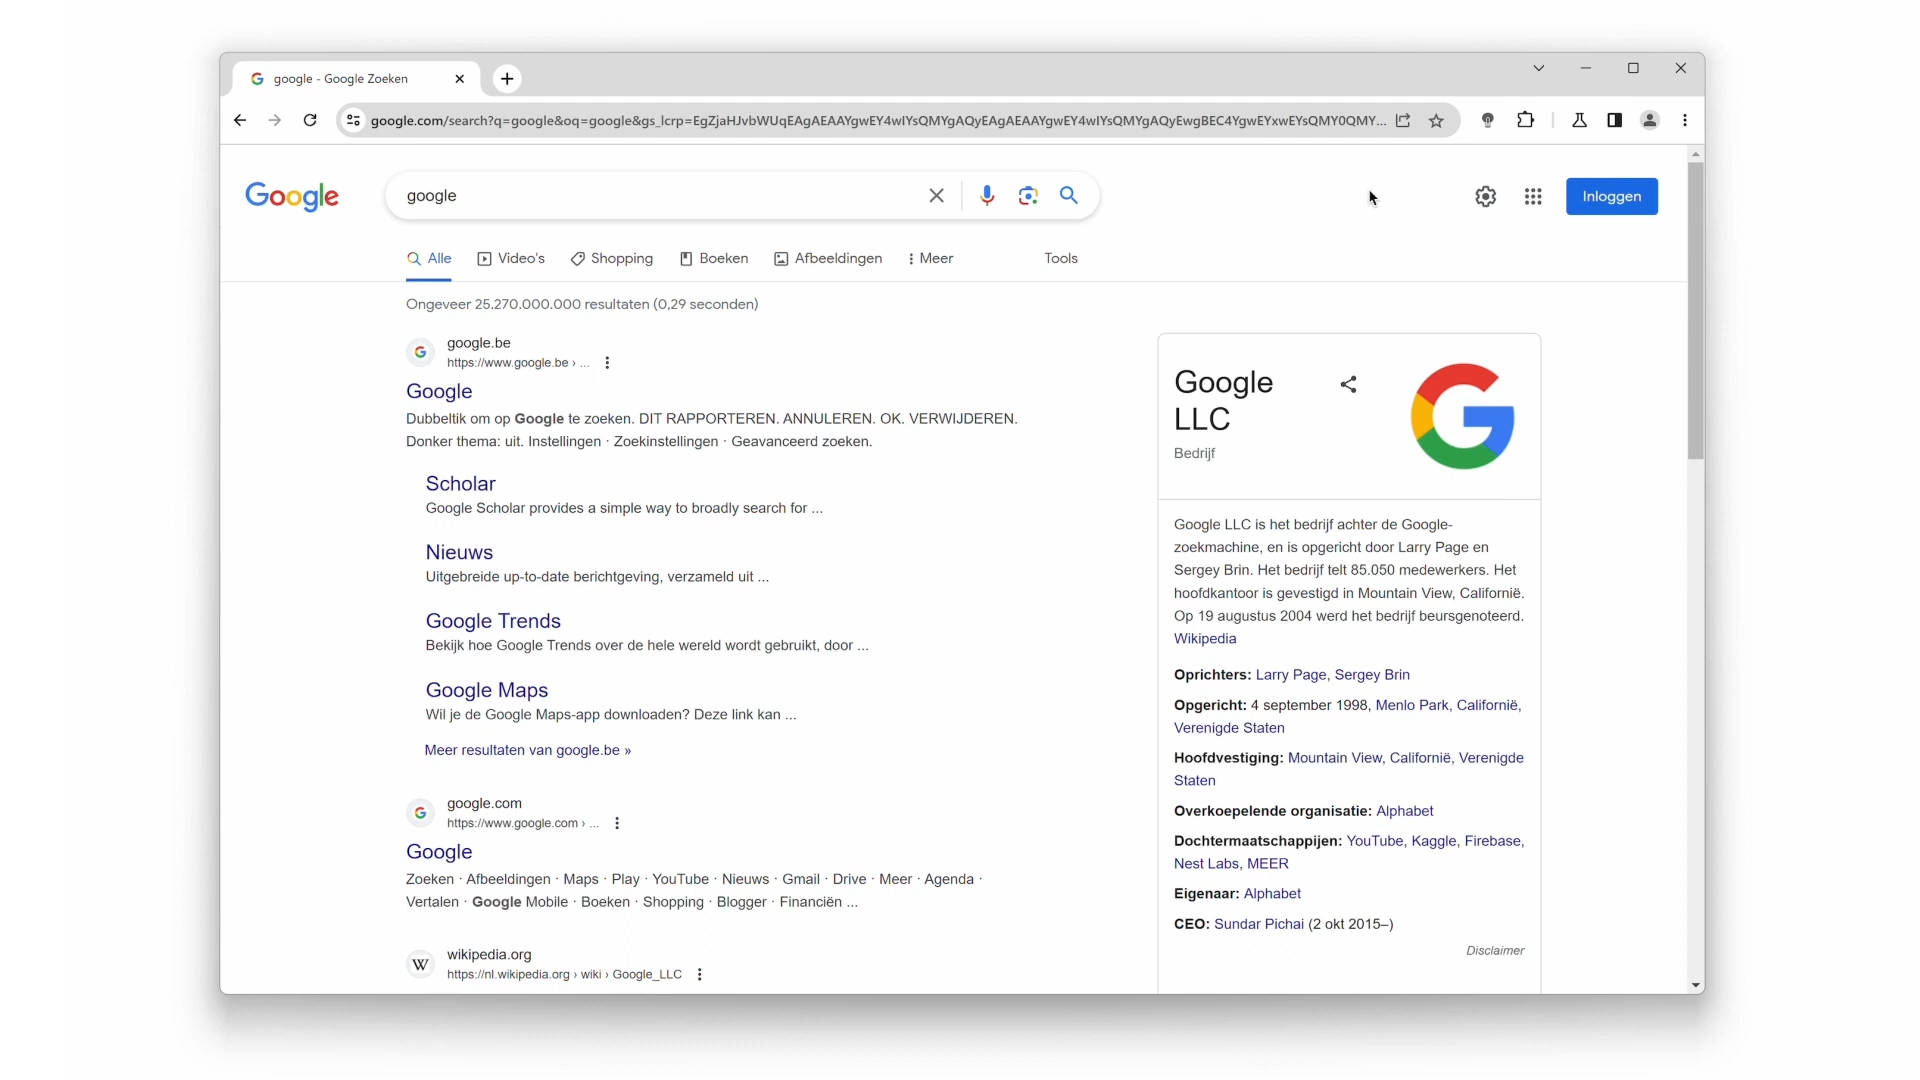 google - Google Zoeken
google.com/search?q=google&oq=google&gs_lcrp=EgZjaHJvbWUqEAgAEAAYgwEY4wIYsQMYgAQyEAgAEAAYgwEY4wIYsQMYgAQyEwgBEC4YgwEYxwEYsQMY0QMY...
Google
google
Inloggen
Alle Video's Shopping Boeken Afbeeldingen Meer Tools
Ongeveer 25.270.000.000 resultaten (0,29 seconden)
google.be
https://www.google.be › ...
Google
Dubbeltik om op Google te zoeken. DIT RAPPORTEREN. ANNULEREN. OK. VERWIJDEREN.
Donker thema: uit. Instellingen · Zoekinstellingen · Geavanceerd zoeken.
Scholar
Google Scholar provides a simple way to broadly search for ...
Nieuws
Uitgebreide up-to-date berichtgeving, verzameld uit ...
Google Trends
Bekijk hoe Google Trends over de hele wereld wordt gebruikt, door ...
Google Maps
Wil je de Google Maps-app downloaden? Deze link kan ...
Meer resultaten van google.be »
google.com
https://www.google.com › ...
Google
Zoeken · Afbeeldingen · Maps · Play · YouTube · Nieuws · Gmail · Drive · Meer · Agenda ·
Vertalen · Google Mobile · Boeken · Shopping · Blogger · Financiën ...
W
wikipedia.org
https://nl.wikipedia.org › wiki › Google_LLC
Google
LLC
Bedrijf
Google LLC is het bedrijf achter de Google-
zoekmachine, en is opgericht door Larry Page en
Sergey Brin. Het bedrijf telt 85.050 medewerkers. Het
hoofdkantoor is gevestigd in Mountain View, Californië.
Op 19 augustus 2004 werd het bedrijf beursgenoteerd.
Wikipedia
Oprichters: Larry Page, Sergey Brin
Opgericht: 4 september 1998, Menlo Park, Californië,
Verenigde Staten
Hoofdvestiging: Mountain View, Californië, Verenigde
Staten
Overkoepelende organisatie: Alphabet
Dochtermaatschappijen: YouTube, Kaggle, Firebase,
Nest Labs, MEER
Eigenaar: Alphabet
CEO: Sundar Pichai (2 okt 2015–)
Disclaimer